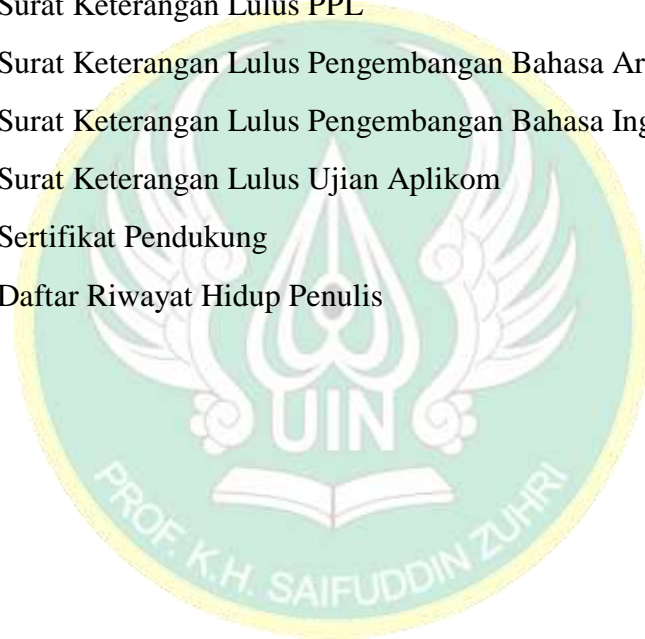 Surat Keterangan Lulus PPL
Surat Keterangan Lulus Pengembangan Bahasa Ar
Surat Keterangan Lulus Pengembangan Bahasa Ing
Surat Keterangan Lulus Ujian Aplikom
Sertifikat Pendukung
Daftar Riwayat Hidup Penulis
UIN
PROF. K.H. SAIFUDDIN ZUHRI